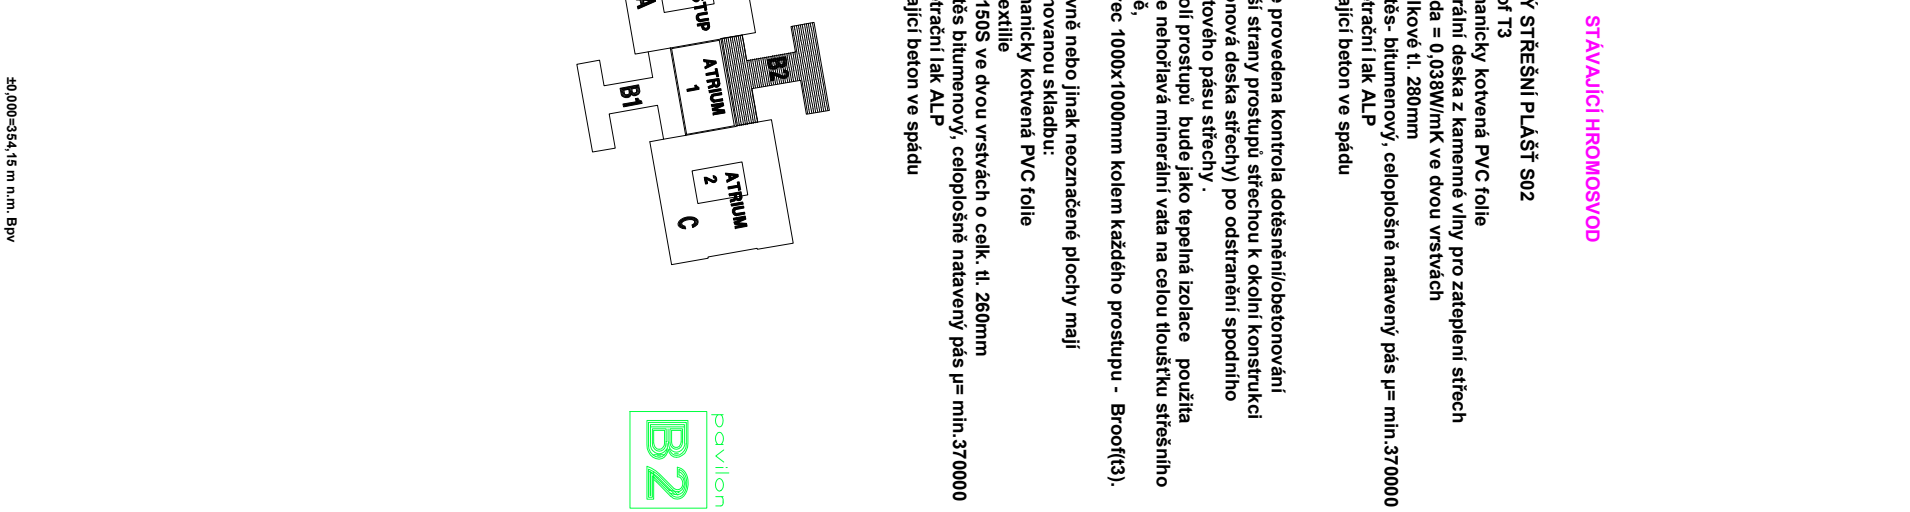 STÁVAJÍCÍ HROMOSVOD
Ý STŘEŠNÍ PLÁŠŤ S02
of T3
hanicky kotvená PVC folie
rální deska z kamenné vlny pro zateplení střech
da = 0,038W/mK ve dvou vrstvách
lkové tl. 280mm
těs- bitumenový, celoplošně natavený pás µ= min.370000
trační lak ALP
ající beton ve spádu
e provedena kontrola dotěsnění/obetonování
ší strany prostupů střechou k okolní konstrukci
onová deska střechy) po odstranění spodního
tového pásu střechy .
olí prostupů bude jako tepelná izolace použita
e nehořlavá minerální vata na celou tloušťku střešního
ě,
ec 1000x1000mm kolem každého prostupu - Broof(t3).
vně nebo jinak neoznačené plochy mají
novanou skladbu:
hanicky kotvená PVC folie
extilie
150S ve dvou vrstvách o celk. tl. 260mm
těs bitumenový, celoplošně natavený pás µ= min.370000
trační lak ALP
ající beton ve spádu
A
STUP
B2
ATRIUM
1
B1
ATRIUM
2
C
pavilon
B2
±0,000=354,15 m n.m. Bpv